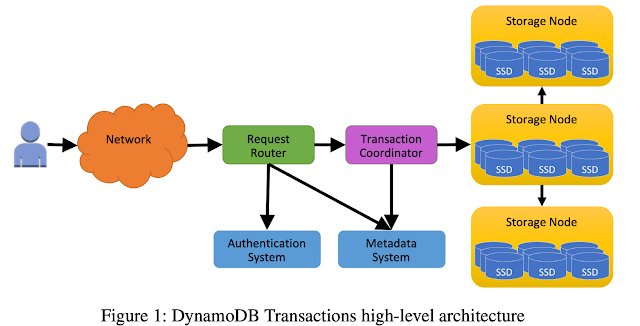 Storage Node
SSD SSD SSD
Network
Request
Router
Transaction
Coordinator
Storage Node
SSD SSD SSD
Authentication
System
Metadata
System
Storage Node
SSD SSD SSD
Figure 1: DynamoDB Transactions high-level architecture